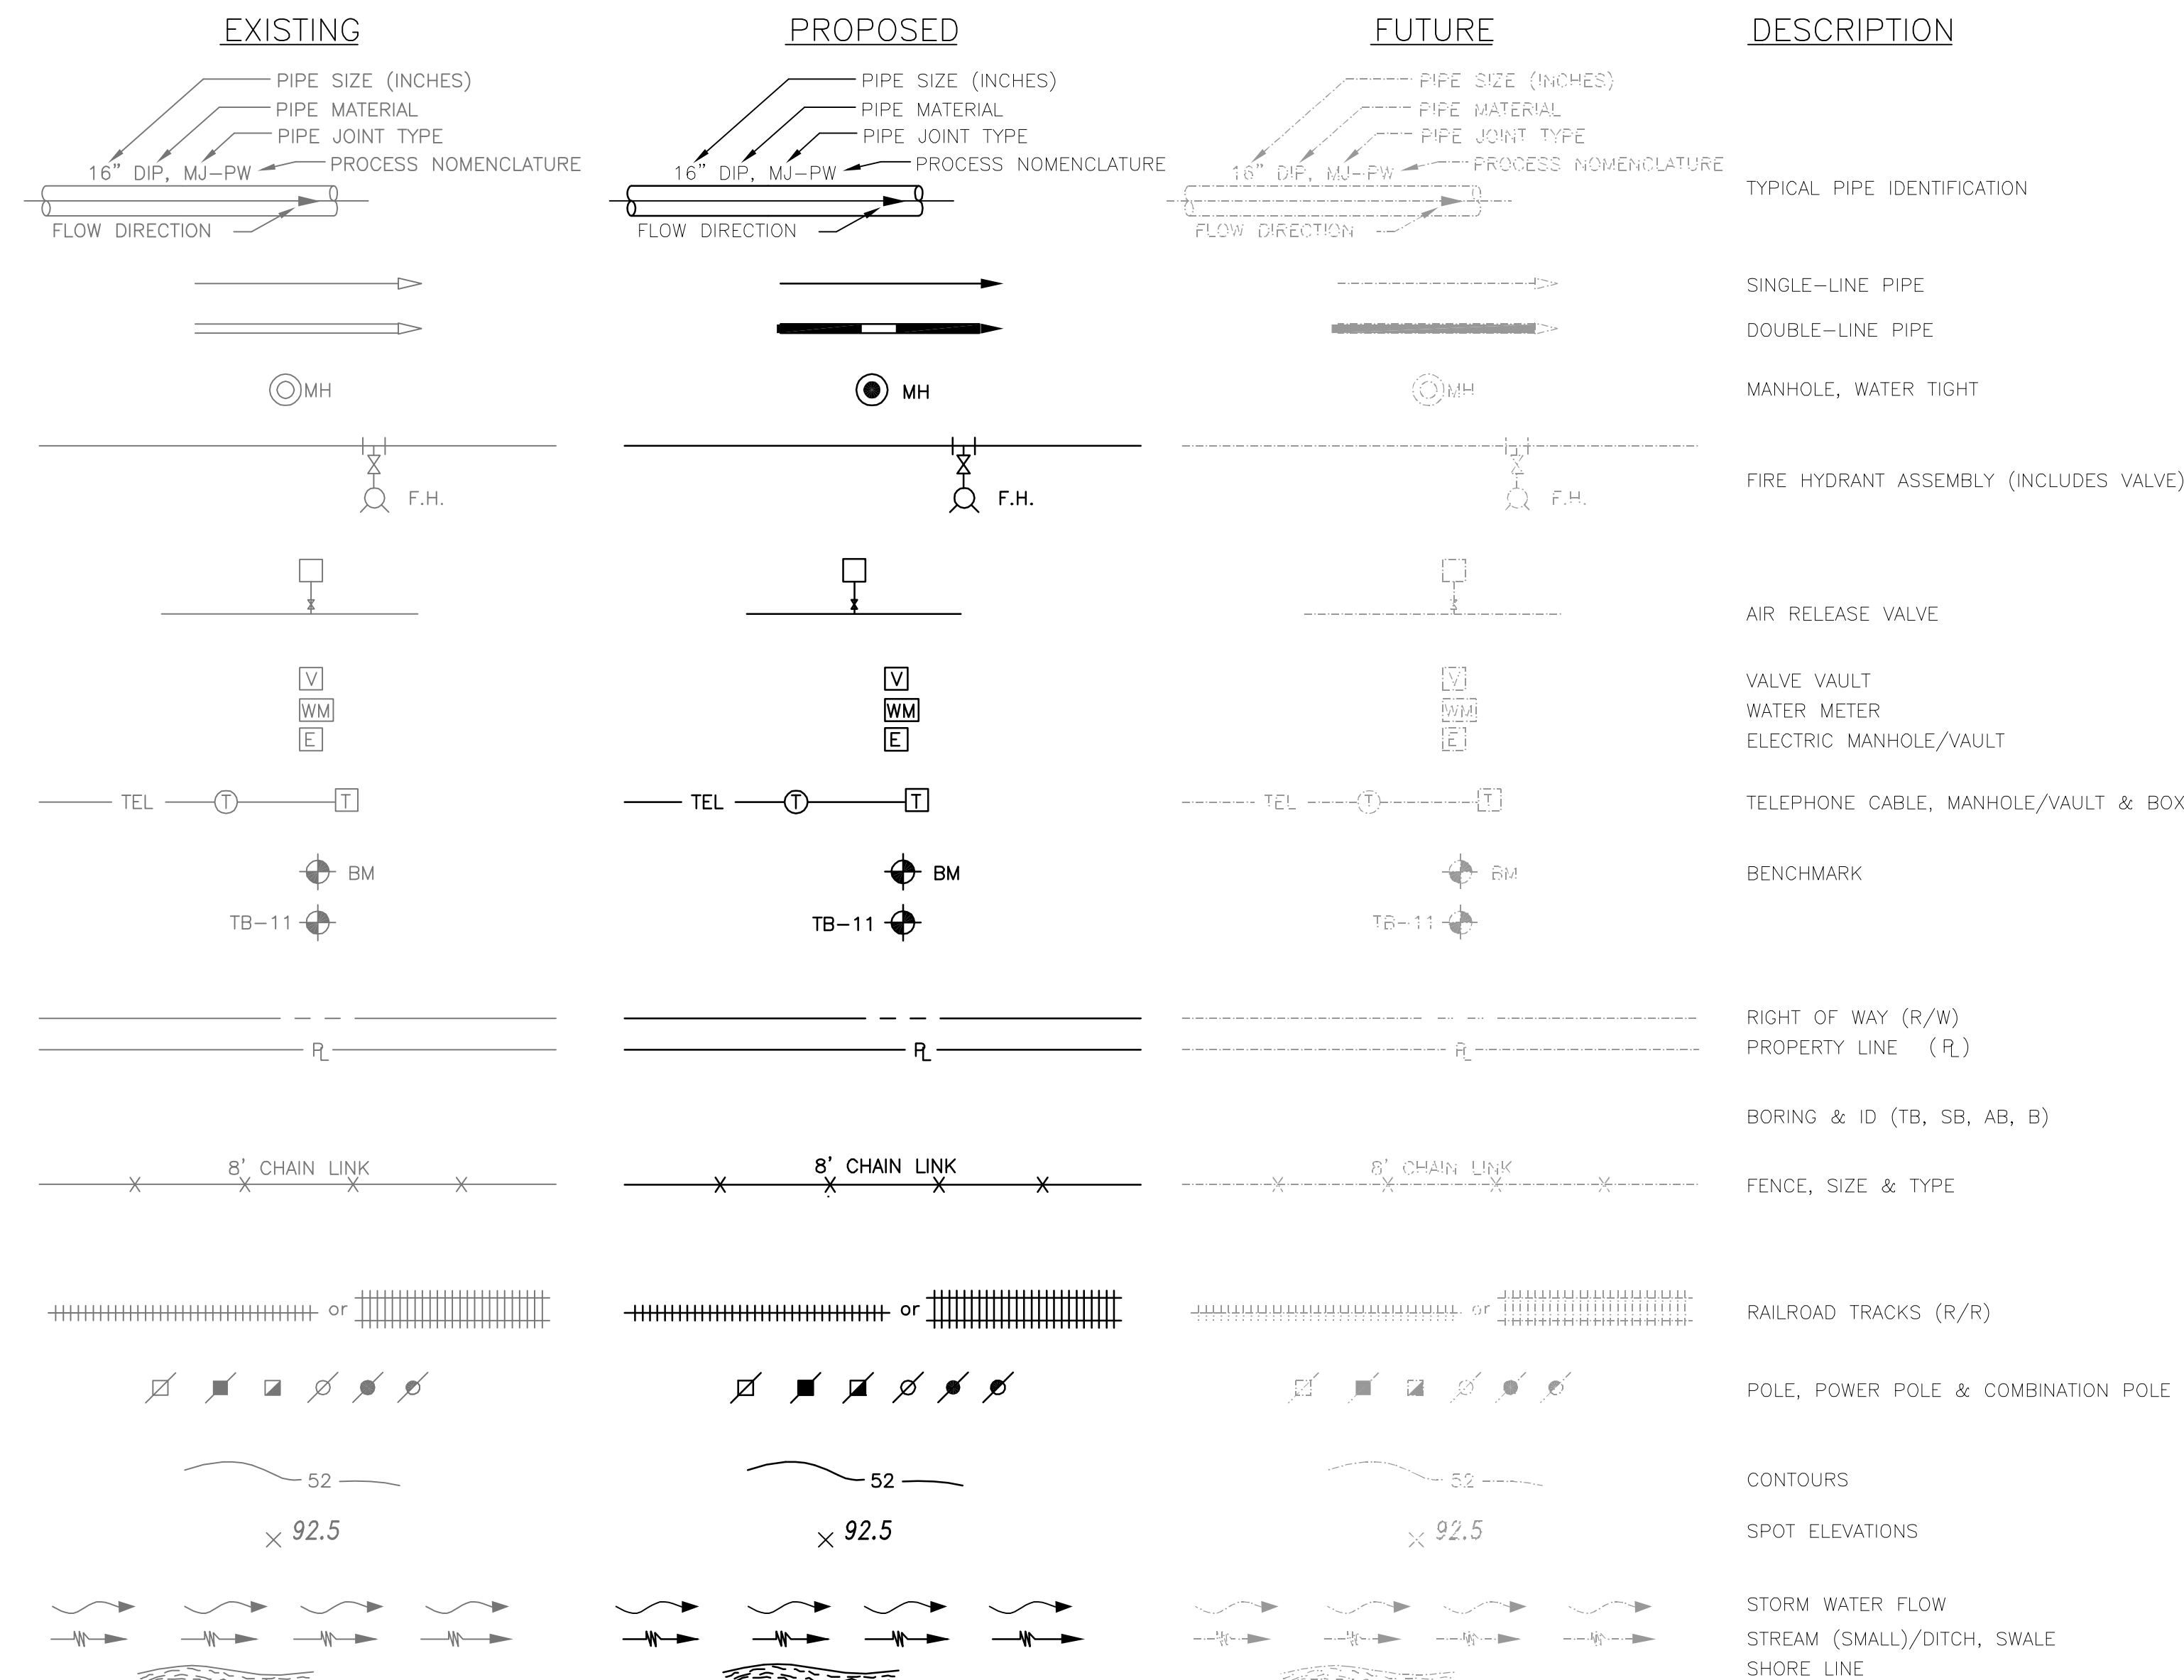 EXISTING PROPOSED FUTURE DESCRIPTION
PIPE SIZE (INCHES) PIPE SIZE (INCHES) PIPE SIZE (INCHES)
PIPE MATERIAL PIPE MATERIAL PIPE MATERIAL
PIPE JOINT TYPE PIPE JOINT TYPE PIPE JOINT TYPE
PROCESS NOMENCLATURE PROCESS NOMENCLATURE PROCESS NOMENCLATURE
16" DIP, MJ-PW 16" DIP, MJ-PW 16" DIP, MJ-PW
TYPICAL PIPE IDENTIFICATION
FLOW DIRECTION FLOW DIRECTION FLOW DIRECTION
SINGLE-LINE PIPE
DOUBLE-LINE PIPE
MH MH MH MANHOLE, WATER TIGHT
F.H. F.H. F.H. FIRE HYDRANT ASSEMBLY (INCLUDES VALVE)
AIR RELEASE VALVE
V V V VALVE VAULT
WM WM WM WATER METER
E E E ELECTRIC MANHOLE/VAULT
TEL T T TEL T T TEL T T TELEPHONE CABLE, MANHOLE/VAULT & BOX
BM BM BM BENCHMARK
TB-11 TB-11 TB-11
RIGHT OF WAY (R/W)
PL PL PL PROPERTY LINE (PL)
BORING & ID (TB, SB, AB, B)
8' CHAIN LINK 8' CHAIN LINK 8' CHAIN LINK
FENCE, SIZE & TYPE
or or or RAILROAD TRACKS (R/R)
POLE, POWER POLE & COMBINATION POLE
52 52 52 CONTOURS
92.5 92.5 92.5 SPOT ELEVATIONS
STORM WATER FLOW
STREAM (SMALL)/DITCH, SWALE
SHORE LINE